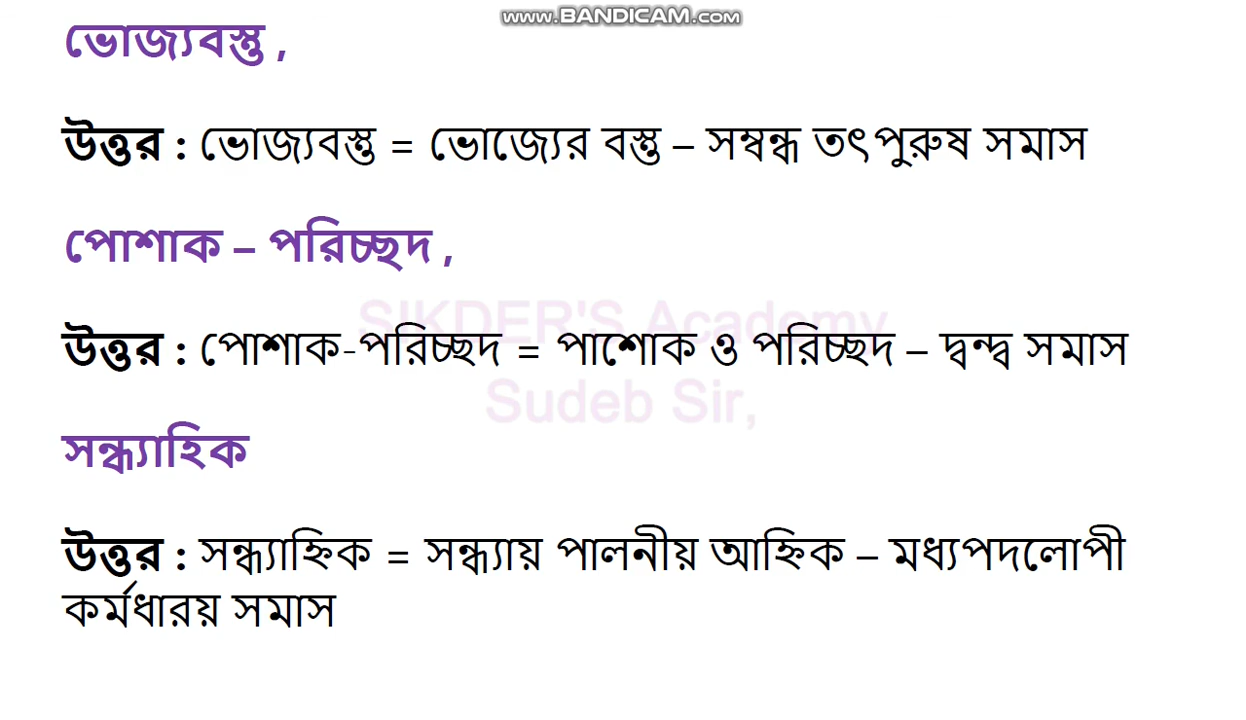 www.BANDICAM.com
ভোজ্যবস্তু ,
উত্তর : ভোজ্যবস্তু = ভোজ্যের বস্তু – সম্বন্ধ তৎপুরুষ সমাস
পোশাক – পরিচ্ছদ ,
SIKDER'S Academy
উত্তর : পোশাক-পরিচ্ছদ = পাশোক ও পরিচ্ছদ – দ্বন্দ্ব সমাস
Sudeb Sir,
সন্ধ্যাহিক
উত্তর : সন্ধ্যাহ্নিক = সন্ধ্যায় পালনীয় আহ্নিক – মধ্যপদলোপী
কর্মধারয় সমাস